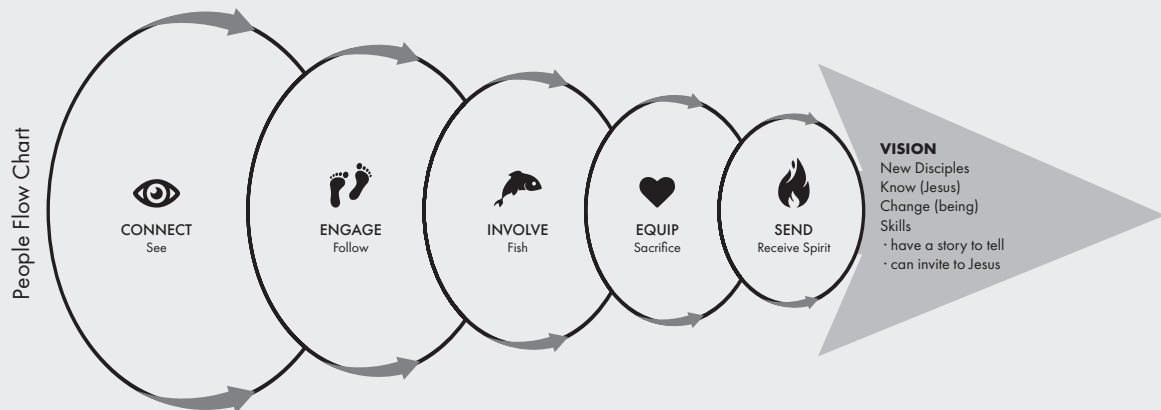 People Flow Chart
CONNECT
See
ENGAGE
Follow
INVOLVE
Fish
EQUIP
Sacrifice
SEND
Receive Spirit
VISION
New Disciples
Know (Jesus)
Change (being)
Skills
· have a story to tell
· can invite to Jesus